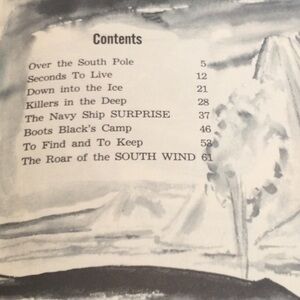 Contents
Over the South Pole 5
Seconds To Live 12
Down into the Ice 21
Killers in the Deep 28
The Navy Ship SURPRISE 37
Boots Black's Camp 46
To Find and To Keep 53
The Roar of the SOUTH WIND 61